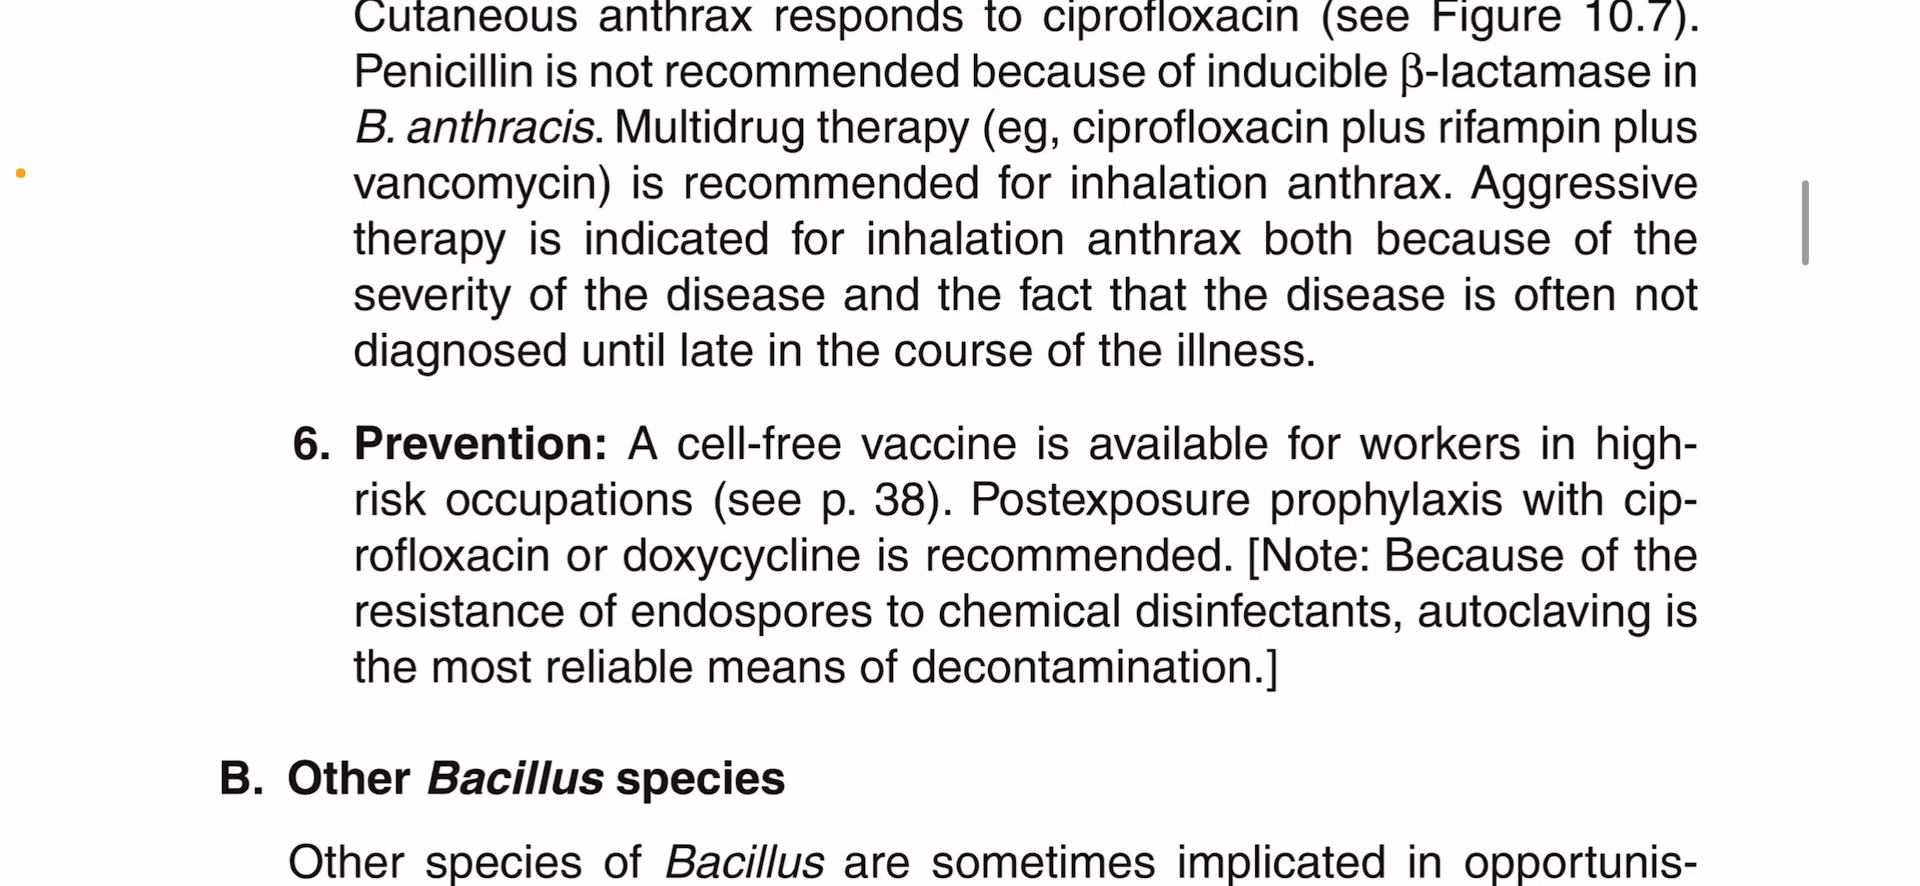 Cutaneous anthrax responds to ciprofloxacin (see Figure 10.7).
Penicillin is not recommended because of inducible β-lactamase in
B. anthracis. Multidrug therapy (eg, ciprofloxacin plus rifampin plus
vancomycin) is recommended for inhalation anthrax. Aggressive
therapy is indicated for inhalation anthrax both because of the
severity of the disease and the fact that the disease is often not
diagnosed until late in the course of the illness.
6. Prevention: A cell-free vaccine is available for workers in high-
risk occupations (see p. 38). Postexposure prophylaxis with cip-
rofloxacin or doxycycline is recommended. [Note: Because of the
resistance of endospores to chemical disinfectants, autoclaving is
the most reliable means of decontamination.]
B. Other Bacillus species
Other species of Bacillus are sometimes implicated in opportunis-